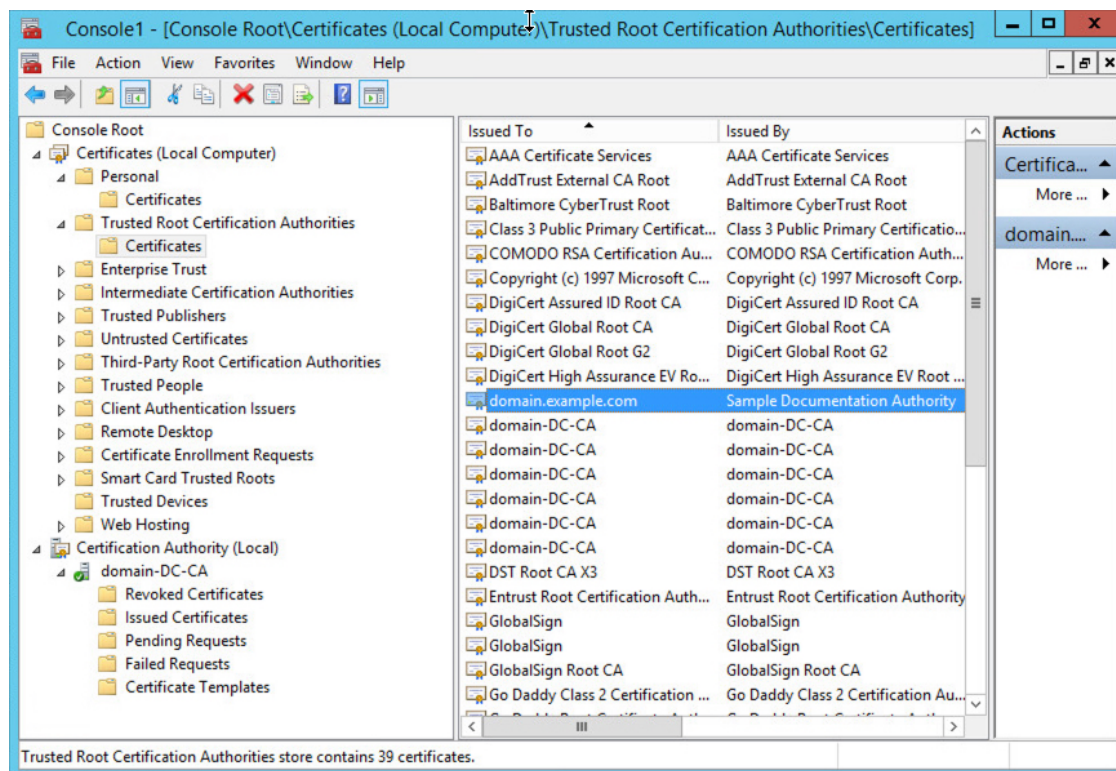 Console1 - [Console Root\Certificates (Local Computer)\Trusted Root Certification Authorities\Certificates]
File Action View Favorites Window Help
Console Root
Certificates (Local Computer)
Personal
Certificates
Trusted Root Certification Authorities
Certificates
Enterprise Trust
Intermediate Certification Authorities
Trusted Publishers
Untrusted Certificates
Third-Party Root Certification Authorities
Trusted People
Client Authentication Issuers
Remote Desktop
Certificate Enrollment Requests
Smart Card Trusted Roots
Trusted Devices
Web Hosting
Certification Authority (Local)
domain-DC-CA
Revoked Certificates
Issued Certificates
Pending Requests
Failed Requests
Certificate Templates
Issued To Issued By
AAA Certificate Services AAA Certificate Services
AddTrust External CA Root AddTrust External CA Root
Baltimore CyberTrust Root Baltimore CyberTrust Root
Class 3 Public Primary Certificat... Class 3 Public Primary Certificatio...
COMODO RSA Certification Au... COMODO RSA Certification Auth...
Copyright (c) 1997 Microsoft C... Copyright (c) 1997 Microsoft Corp.
DigiCert Assured ID Root CA DigiCert Assured ID Root CA
DigiCert Global Root CA DigiCert Global Root CA
DigiCert Global Root G2 DigiCert Global Root G2
DigiCert High Assurance EV Ro... DigiCert High Assurance EV Root ...
domain.example.com Sample Documentation Authority
domain-DC-CA domain-DC-CA
domain-DC-CA domain-DC-CA
domain-DC-CA domain-DC-CA
domain-DC-CA domain-DC-CA
domain-DC-CA domain-DC-CA
domain-DC-CA domain-DC-CA
DST Root CA X3 DST Root CA X3
Entrust Root Certification Auth... Entrust Root Certification Authority
GlobalSign GlobalSign
GlobalSign GlobalSign
GlobalSign Root CA GlobalSign Root CA
Go Daddy Class 2 Certification ... Go Daddy Class 2 Certification Au...
Actions
Certifica...
More ...
domain....
More ...
Trusted Root Certification Authorities store contains 39 certificates.